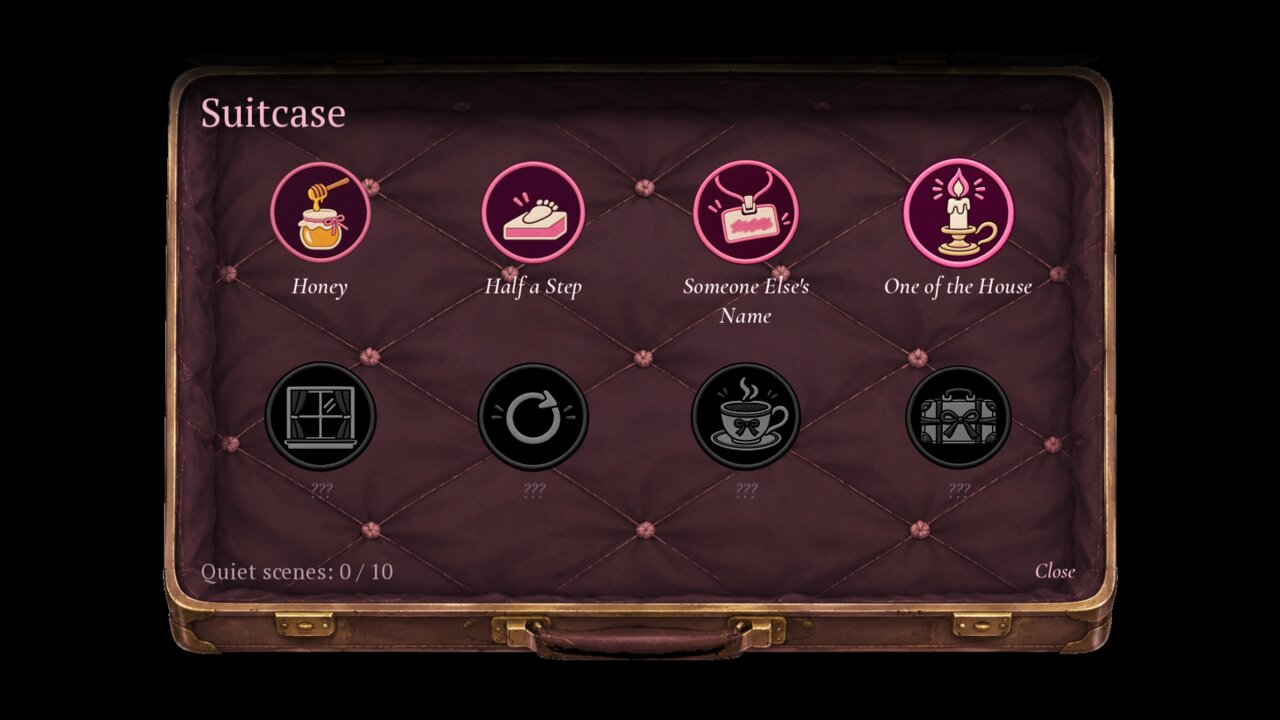 Suitcase
Honey
Half a Step
Someone Else's
Name
One of the House
???
???
???
???
Quiet scenes: 0 / 10
Close